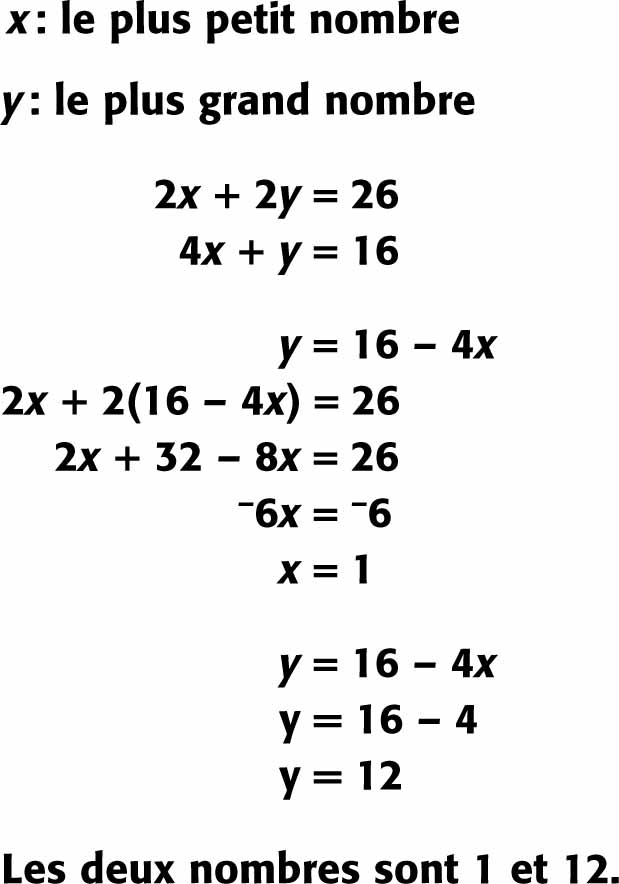 x : le plus petit nombre
y : le plus grand nombre
2x + 2y = 26
4x + y = 16
y = 16 − 4x
2x + 2(16 − 4x) = 26
2x + 32 − 8x = 26
⁻6x = ⁻6
x = 1
y = 16 − 4x
y = 16 − 4
y = 12
Les deux nombres sont 1 et 12.